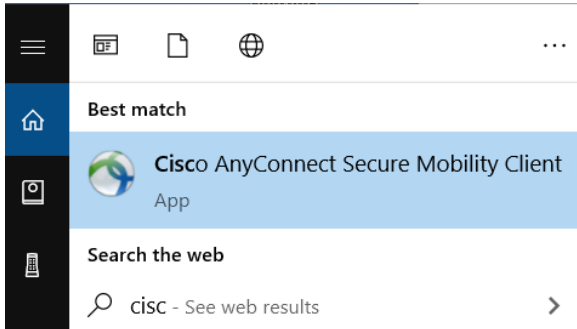 Best match
Cisco AnyConnect Secure Mobility Client
App
Search the web
cisc - See web results